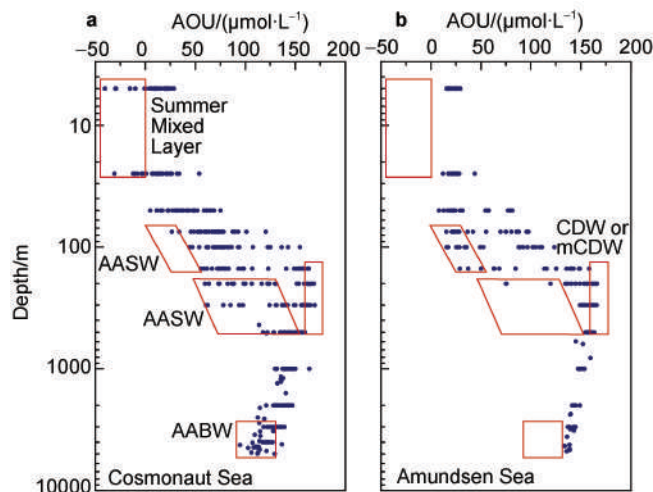 a AOU/(μmol·L⁻¹)
−50 0 50 100 150 200
Summer
Mixed
Layer
AASW
AASW
AABW
Cosmonaut Sea
10
100
1000
10000
Depth/m
b AOU/(μmol·L⁻¹)
−50 0 50 100 150 200
CDW or
mCDW
Amundsen Sea